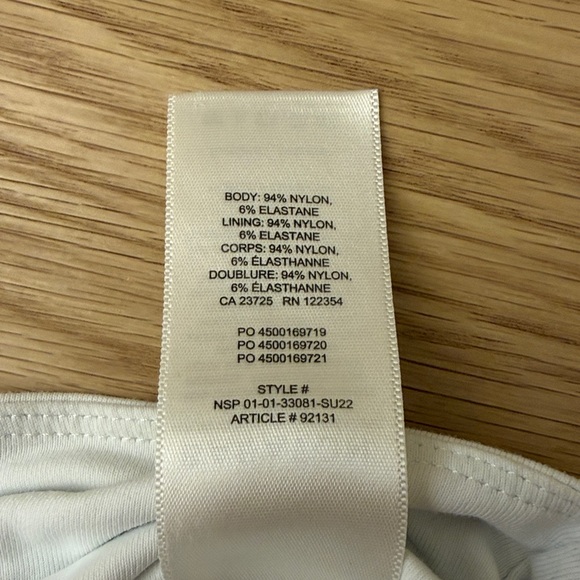 BODY: 94% NYLON,
6% ELASTANE
LINING: 94% NYLON,
6% ELASTANE
CORPS: 94% NYLON,
6% ÉLASTHANNE
DOUBLURE: 94% NYLON,
6% ÉLASTHANNE
CA 23725 RN 122354
PO 4500169719
PO 4500169720
PO 4500169721
STYLE #
NSP 01-01-33081-SU22
ARTICLE # 92131